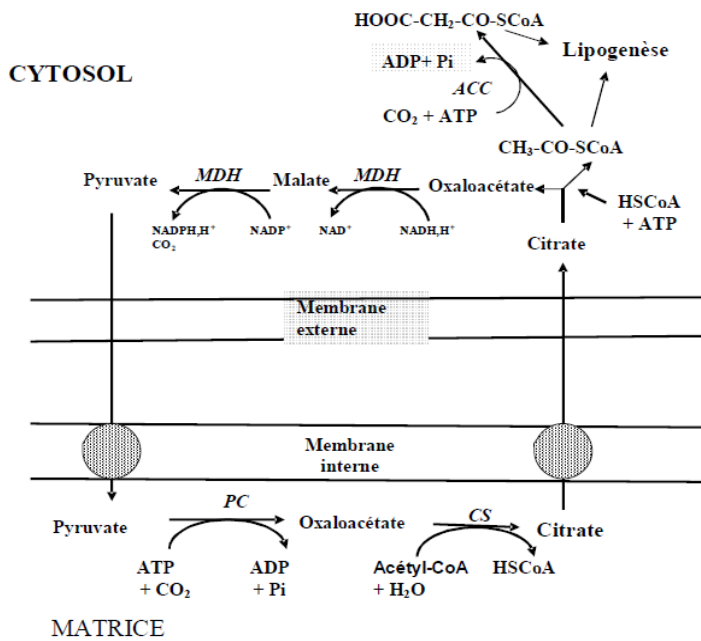 HOOC-CH₂-CO-SCoA
Lipogenèse
ADP+ Pi
CYTOSOL
ACC
CO₂ + ATP
CH₃-CO-SCoA
MDH
MDH
Pyruvate
Malate
Oxaloacétate
HSCoA
+ ATP
NADPH,H⁺
CO₂
NADP⁺
NAD⁺
NADH,H⁺
Citrate
Membrane
externe
Membrane
interne
PC
CS
Pyruvate
Oxaloacétate
Citrate
ATP
+ CO₂
ADP
+ Pi
Acétyl-CoA
+ H₂O
HSCoA
MATRICE